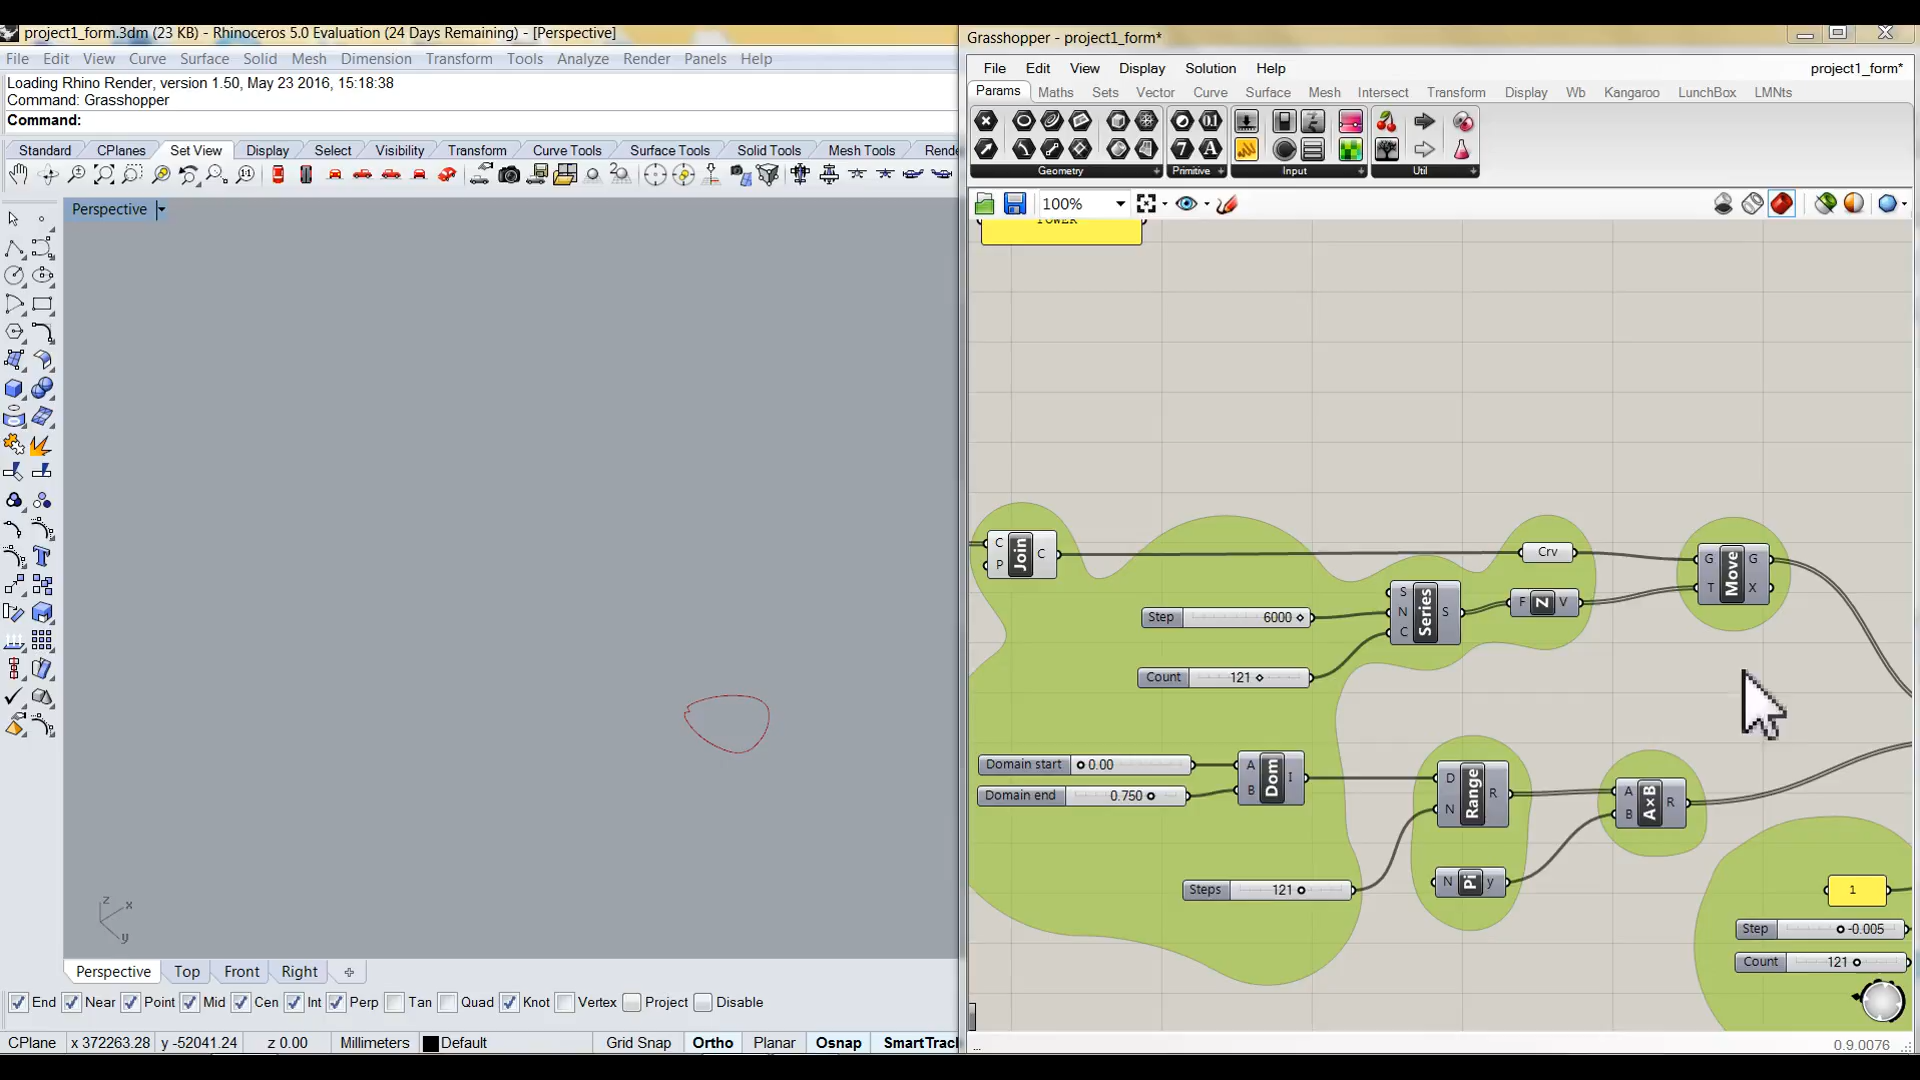 project1_form.3dm (23 KB) - Rhinoceros 5.0 Evaluation (24 Days Remaining) - [Perspective]
File Edit View Curve Surface Solid Mesh Dimension Transform Tools Analyze Render Panels Help
Loading Rhino Render, version 1.50, May 23 2016, 15:18:38
Command: Grasshopper
Command:
Standard CPlanes Set View Display Select Visibility Transform Curve Tools Surface Tools Solid Tools Mesh Tools Rend
Perspective
z x y
Perspective Top Front Right
End Near Point Mid Cen Int Perp Tan Quad Knot Vertex Project Disable
CPlane x 372263.28 y -52041.24 z 0.00 Millimeters Default Grid Snap Ortho Planar Osnap SmartTrack
Grasshopper - project1_form*
File Edit View Display Solution Help project1_form*
Params Maths Sets Vector Curve Surface Mesh Intersect Transform Display Wb Kangaroo LunchBox LMNts
Geometry Primitive Input Util
100%
TOWER
C P Join C
Crv
G T Move G X
Step 6000
S N C Series S
F Z V
Count 121
Domain start 0.00
Domain end 0.750
A B Dom I
D N Range R
A B A×B R
Steps 121
N Pi y
1
Step -0.005
Count 121
0.9.0076